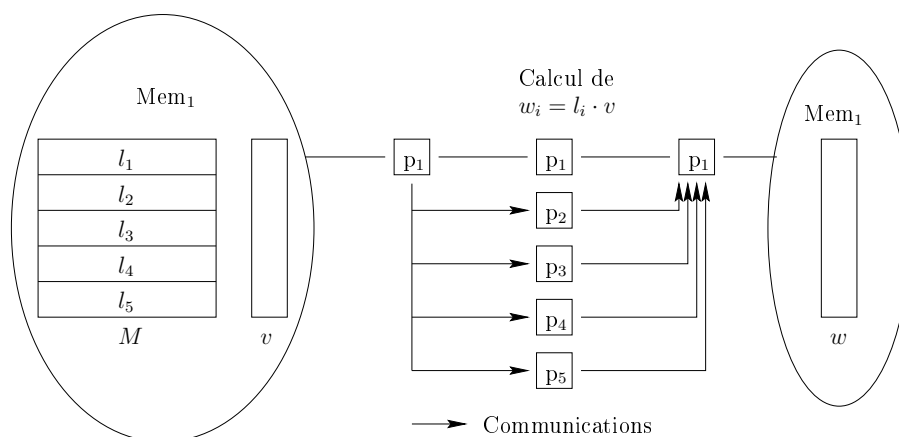 Mem₁
l₁
l₂
l₃
l₄
l₅
M
v
p₁
Calcul de
wᵢ = lᵢ · v
p₁
p₂
p₃
p₄
p₅
p₁
Mem₁
w
Communications